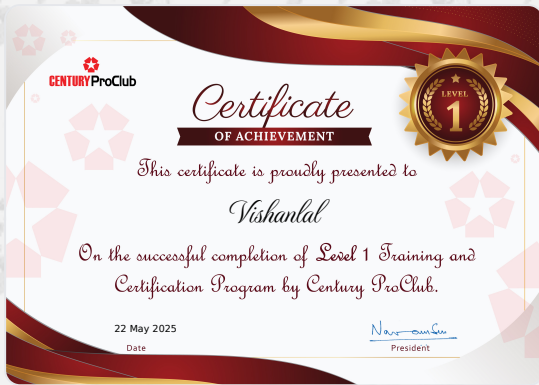 CENTURY ProClub
LEVEL
1
Certificate
OF ACHIEVEMENT
This certificate is proudly presented to
Vishanlal
On the successful completion of Level 1 Training and
Certification Program by Century ProClub.
22 May 2025
Date
President